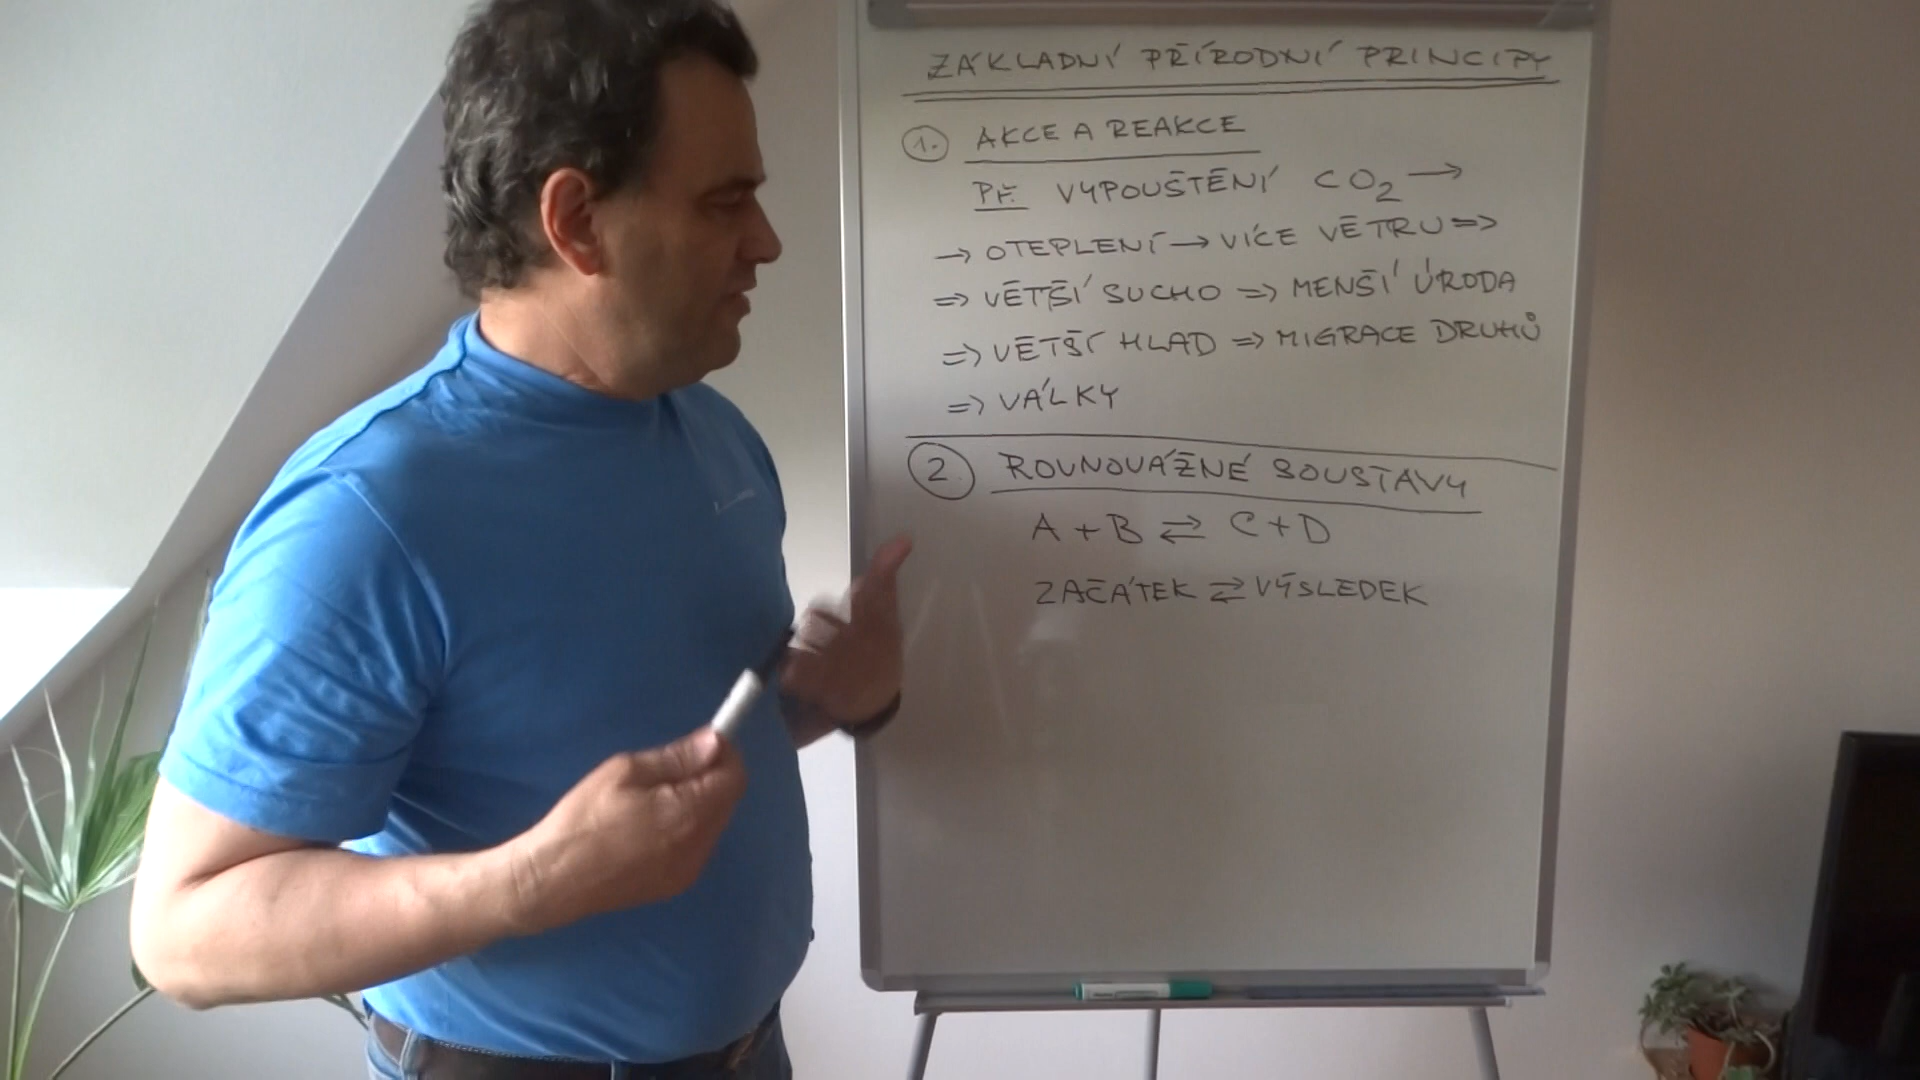 ZÁKLADNÍ PŘÍRODNÍ PRINCIPY
1. AKCE A REAKCE
PŘ. VYPOUŠTĚNÍ CO2 →
→ OTEPLENÍ → VÍCE VĚTRU =>
=> VĚTŠÍ SUCHO => MENŠÍ ÚRODA
=> VĚTŠÍ HLAD => MIGRACE DRUHŮ
=> VÁLKY
2. ROVNOVÁŽNÉ SOUSTAVY
A + B ⇄ C + D
ZAČÁTEK ⇄ VÝSLEDEK